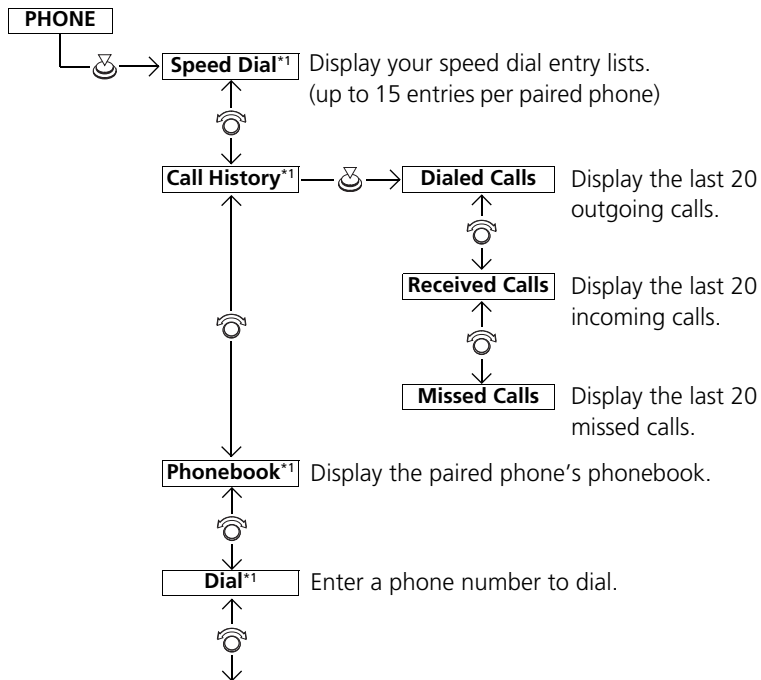 PHONE
Speed Dial*1 Display your speed dial entry lists.
(up to 15 entries per paired phone)
Call History*1 Dialed Calls Display the last 20
outgoing calls.
Received Calls Display the last 20
incoming calls.
Missed Calls Display the last 20
missed calls.
Phonebook*1 Display the paired phone’s phonebook.
Dial*1 Enter a phone number to dial.